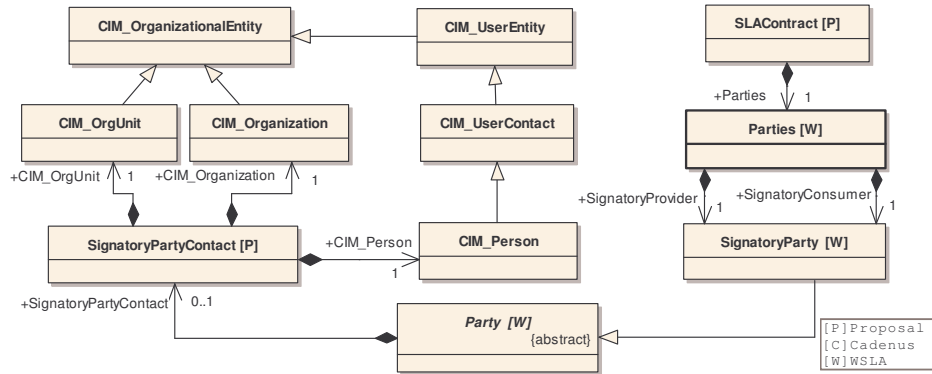 CIM_OrganizationalEntity
CIM_UserEntity
SLAContract [P]
+Parties
1
CIM_OrgUnit
CIM_Organization
CIM_UserContact
Parties [W]
+CIM_OrgUnit
1
+CIM_Organization
1
+SignatoryProvider
1
+SignatoryConsumer
1
SignatoryPartyContact [P]
+CIM_Person
1
CIM_Person
SignatoryParty [W]
+SignatoryPartyContact
0..1
Party [W]
{abstract}
[P]Proposal
[C]Cadenus
[W]WSLA